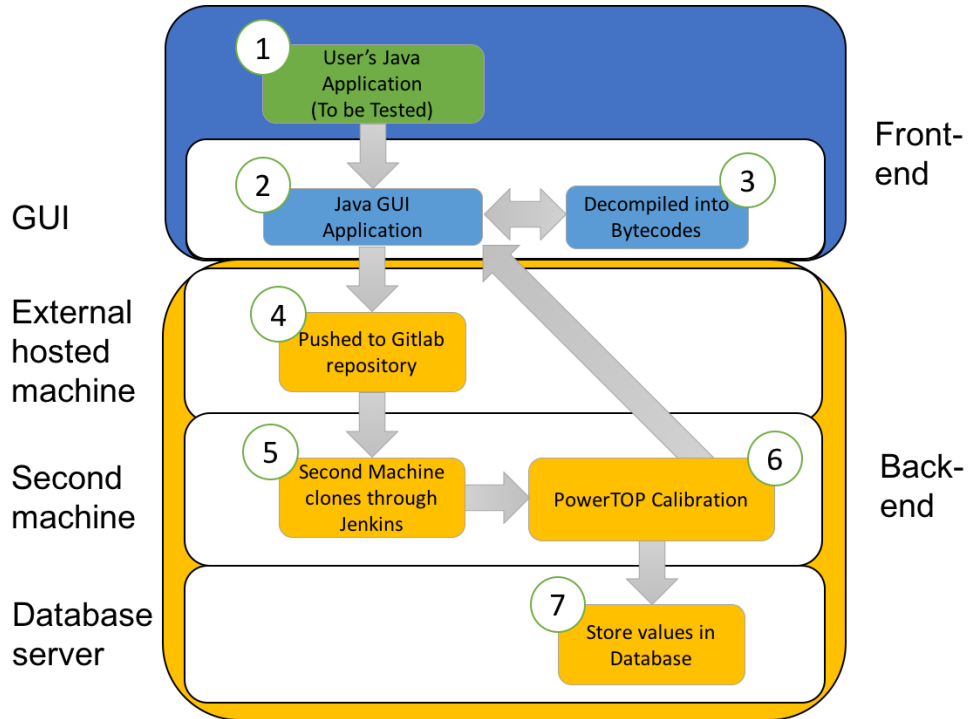 1
User's Java
Application
(To be Tested)
Front-
end
GUI
2
Java GUI
Application
3
Decompiled into
Bytecodes
External
hosted
machine
4
Pushed to Gitlab
repository
Second
machine
5
Second Machine
clones through
Jenkins
6
PowerTOP Calibration
Back-
end
Database
server
7
Store values in
Database